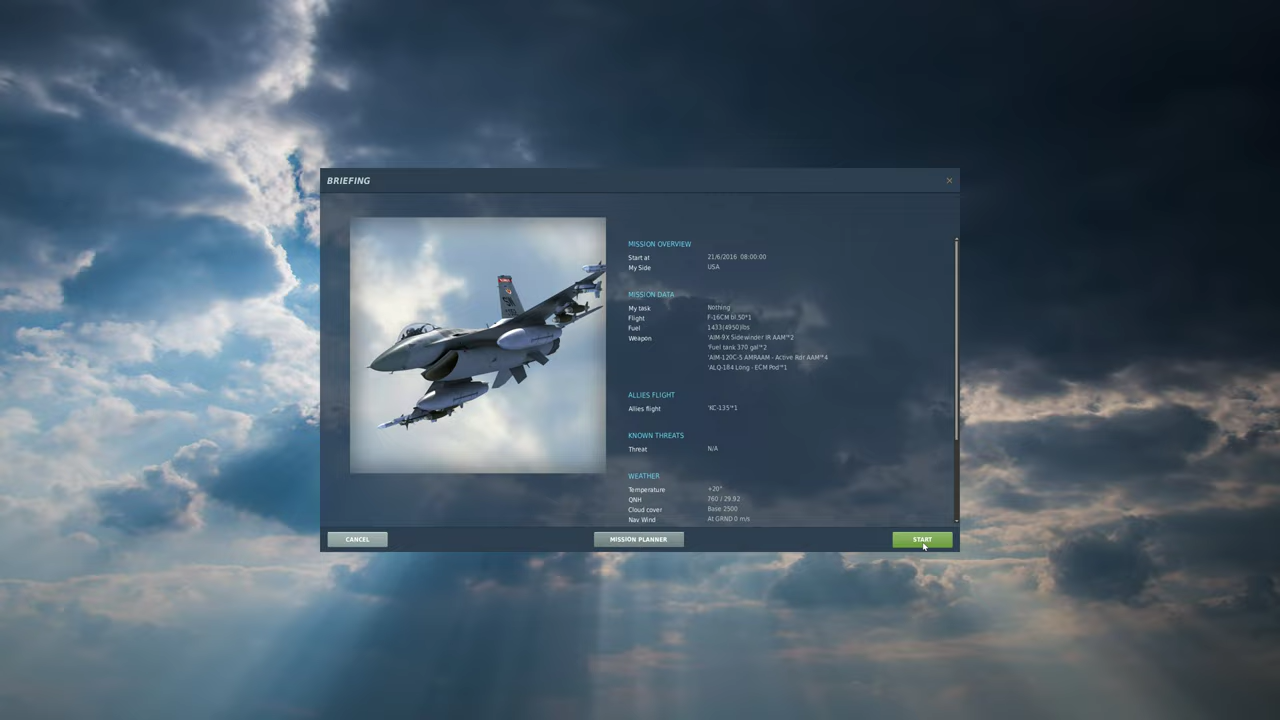 BRIEFING
MISSION OVERVIEW
Start at 21/6/2016 08:00:00
My Side USA
MISSION DATA
My task Nothing
Flight F-16CM bl.50*1
Fuel 1433(4950)lbs
Weapon 'AIM-9X Sidewinder IR AAM'*2
'Fuel tank 370 gal'*2
'AIM-120C-5 AMRAAM - Active Rdr AAM'*4
'ALQ-184 Long - ECM Pod'*1
ALLIES FLIGHT
Allies flight 'KC-135'*1
KNOWN THREATS
Threat N/A
WEATHER
Temperature +20°
QNH 760 / 29.92
Cloud cover Base 2500
Nav Wind At GRND 0 m/s
CANCEL MISSION PLANNER START